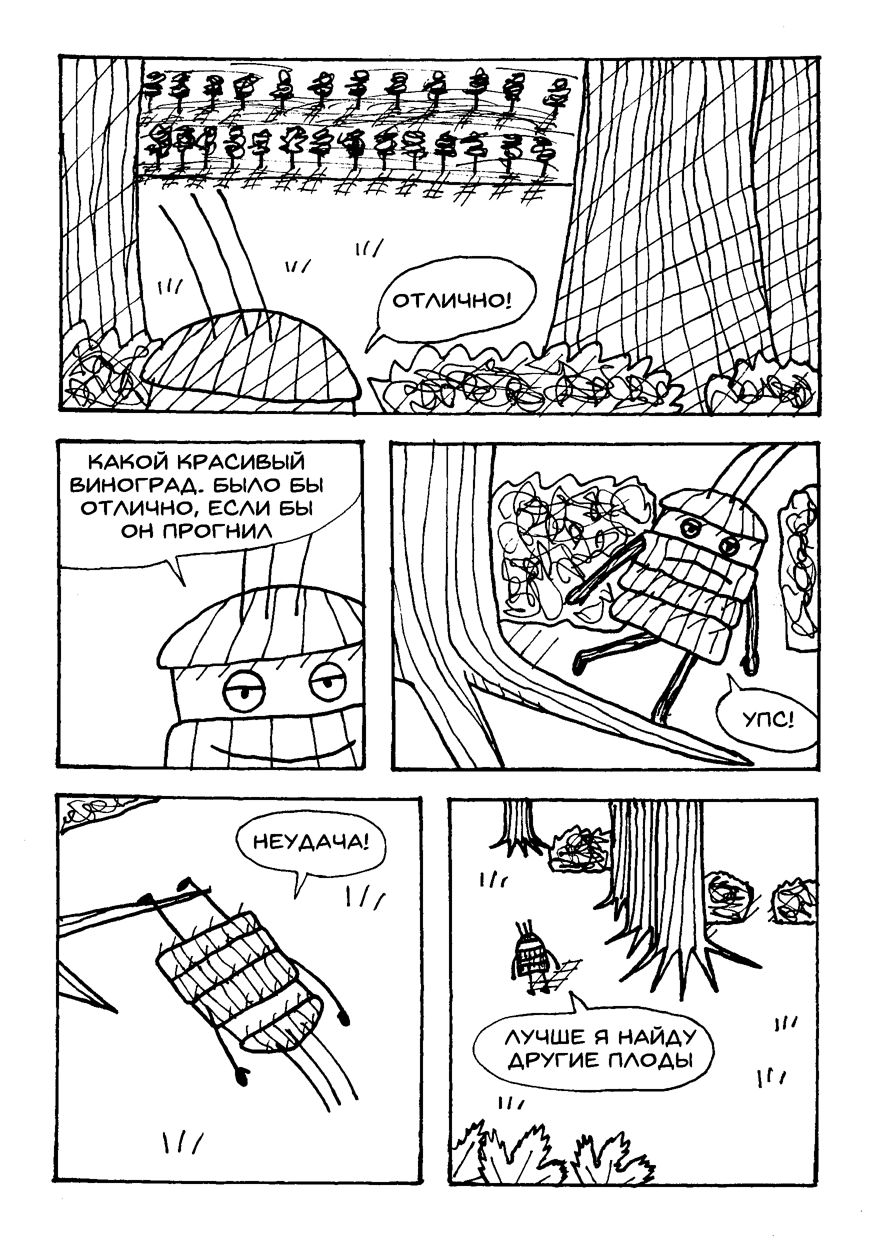 ОТЛИЧНО!
КАКОЙ КРАСИВЫЙ
ВИНОГРАД. БЫЛО БЫ
ОТЛИЧНО, ЕСЛИ БЫ
ОН ПРОГНИЛ
УПС!
НЕУДАЧА!
ЛУЧШЕ Я НАЙДУ
ДРУГИЕ ПЛОДЫ